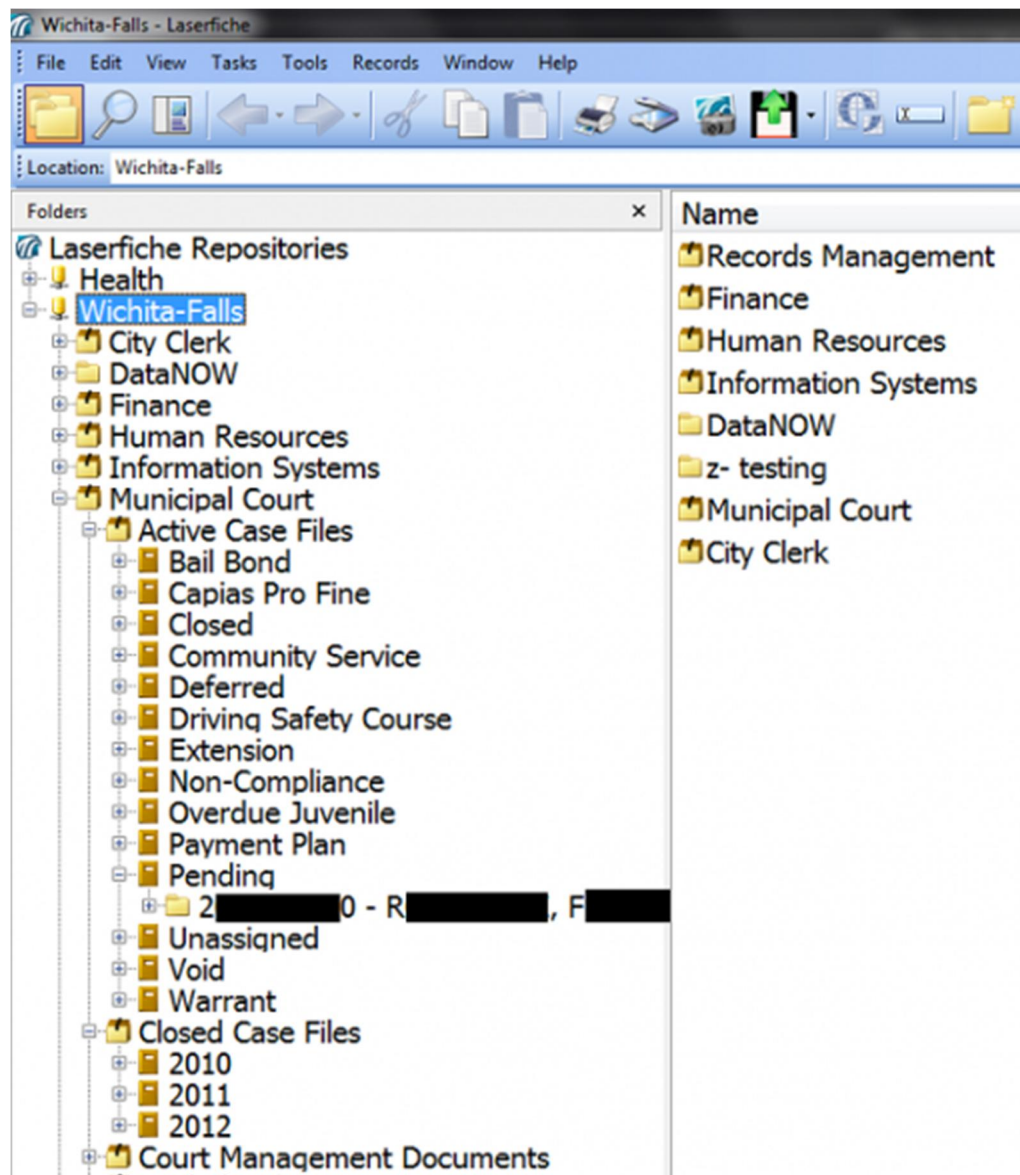 Wichita-Falls - Laserfiche
File Edit View Tasks Tools Records Window Help
Location: Wichita-Falls
Folders
Laserfiche Repositories
Health
Wichita-Falls
City Clerk
DataNOW
Finance
Human Resources
Information Systems
Municipal Court
Active Case Files
Bail Bond
Capias Pro Fine
Closed
Community Service
Deferred
Driving Safety Course
Extension
Non-Compliance
Overdue Juvenile
Payment Plan
Pending
2 0 - R , F
Unassigned
Void
Warrant
Closed Case Files
2010
2011
2012
Court Management Documents
Name
Records Management
Finance
Human Resources
Information Systems
DataNOW
z- testing
Municipal Court
City Clerk